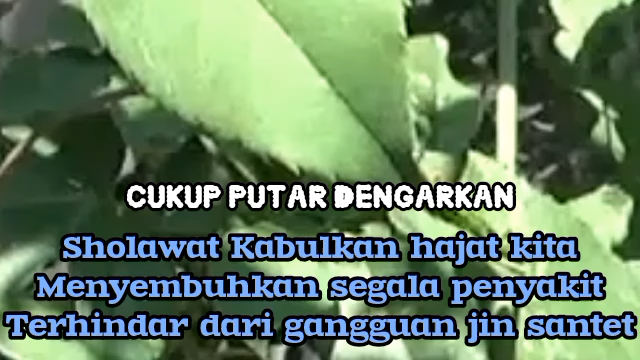 CUKUP PUTAR DENGARKAN
Sholawat Kabulkan hajat kita
Menyembuhkan segala penyakit
Terhindar dari gangguan jin santet